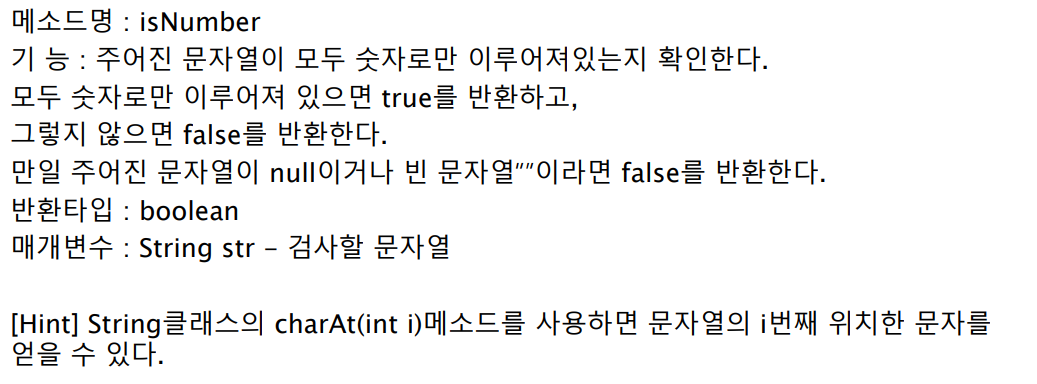 메소드명 : isNumber
기 능 : 주어진 문자열이 모두 숫자로만 이루어져있는지 확인한다.
모두 숫자로만 이루어져 있으면 true를 반환하고,
그렇지 않으면 false를 반환한다.
만일 주어진 문자열이 null이거나 빈 문자열””이라면 false를 반환한다.
반환타입 : boolean
매개변수 : String str – 검사할 문자열
[Hint] String클래스의 charAt(int i)메소드를 사용하면 문자열의 i번째 위치한 문자를
얻을 수 있다.